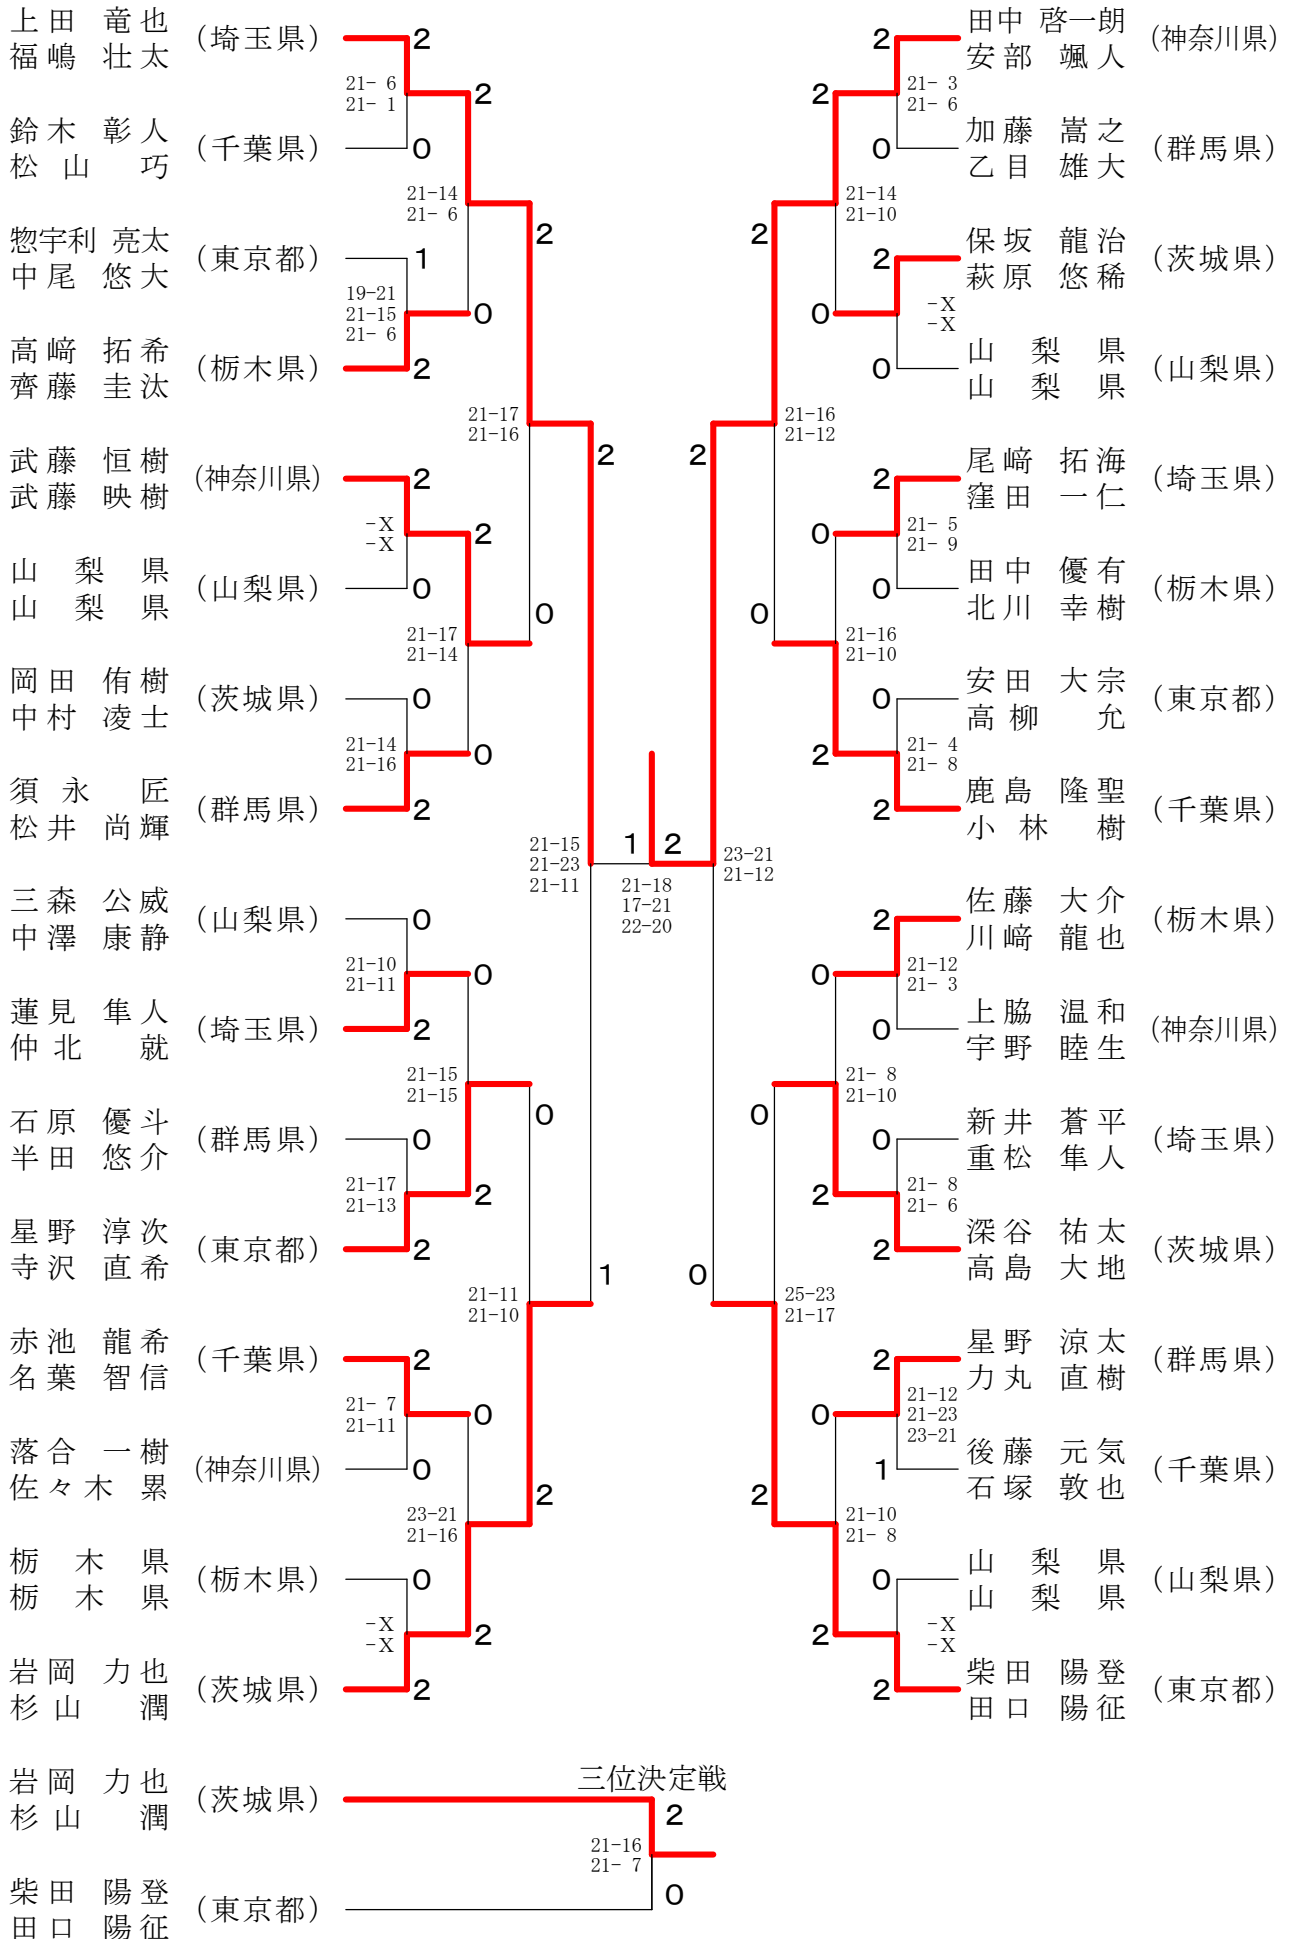 上田 竜也
福嶋 壮太
(埼玉県)
2
21- 6
21- 1
2
鈴木 彰人
松山 巧
(千葉県)
0
21-14
21- 6
2
惣宇利 亮太
中尾 悠大
(東京都)
1
19-21
21-15
21- 6
0
高﨑 拓希
齊藤 圭汰
(栃木県)
2
21-17
21-16
2
武藤 恒樹
武藤 映樹
(神奈川県)
2
-X
-X
2
山梨県
山梨県
(山梨県)
0
21-17
21-14
0
岡田 侑樹
中村 凌士
(茨城県)
0
21-14
21-16
0
須永 匠
松井 尚輝
(群馬県)
2
21-15
21-23
21-11
1
三森 公威
中澤 康静
(山梨県)
0
21-10
21-11
0
蓮見 隼人
仲北 就
(埼玉県)
2
21-15
21-15
0
石原 優斗
半田 悠介
(群馬県)
0
21-17
21-13
2
星野 淳次
寺沢 直希
(東京都)
2
21-11
21-10
1
赤池 龍希
名葉 智信
(千葉県)
2
21- 7
21-11
0
落合 一樹
佐々木 累
(神奈川県)
0
23-21
21-16
2
栃木県
栃木県
(栃木県)
0
-X
-X
2
岩岡 力也
杉山 潤
(茨城県)
2
田中 啓一朗
安部 颯人
(神奈川県)
2
21- 3
21- 6
2
加藤 嵩之
乙目 雄大
(群馬県)
0
21-14
21-10
2
保坂 龍治
萩原 悠稀
(茨城県)
2
-X
-X
0
山梨県
山梨県
(山梨県)
0
21-16
21-12
2
尾﨑 拓海
窪田 一仁
(埼玉県)
2
21- 5
21- 9
0
田中 優有
北川 幸樹
(栃木県)
0
21-16
21-10
0
安田 大宗
高柳 允
(東京都)
0
21- 4
21- 8
2
鹿島 隆聖
小林 樹
(千葉県)
2
23-21
21-12
2
21-18
17-21
22-20
佐藤 大介
川﨑 龍也
(栃木県)
2
21-12
21- 3
0
上脇 温和
宇野 睦生
(神奈川県)
0
21- 8
21-10
0
新井 蒼平
重松 隼人
(埼玉県)
0
21- 8
21- 6
2
深谷 祐太
高島 大地
(茨城県)
2
25-23
21-17
0
星野 涼太
力丸 直樹
(群馬県)
2
21-12
21-23
23-21
0
後藤 元気
石塚 敦也
(千葉県)
1
21-10
21- 8
2
山梨県
山梨県
(山梨県)
0
-X
-X
2
柴田 陽登
田口 陽征
(東京都)
2
三位決定戦
岩岡 力也
杉山 潤
(茨城県)
2
21-16
21- 7
柴田 陽登
田口 陽征
(東京都)
0